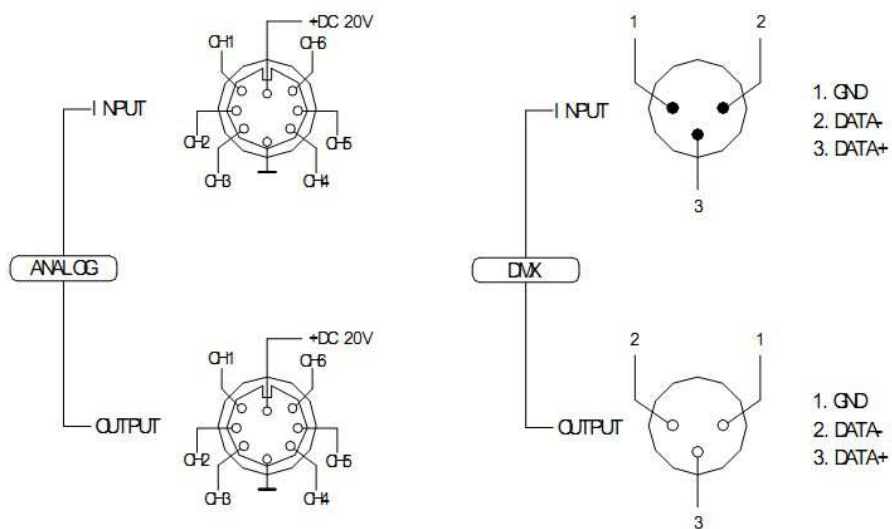 +DC 20V
CH1
CH6
INPUT
CH2
CH5
CH3
CH4
ANALOG
+DC 20V
CH1
CH6
OUTPUT
CH2
CH5
CH3
CH4
1
2
INPUT
1. GND
2. DATA-
3. DATA+
3
DMX
2
1
OUTPUT
1. GND
2. DATA-
3. DATA+
3